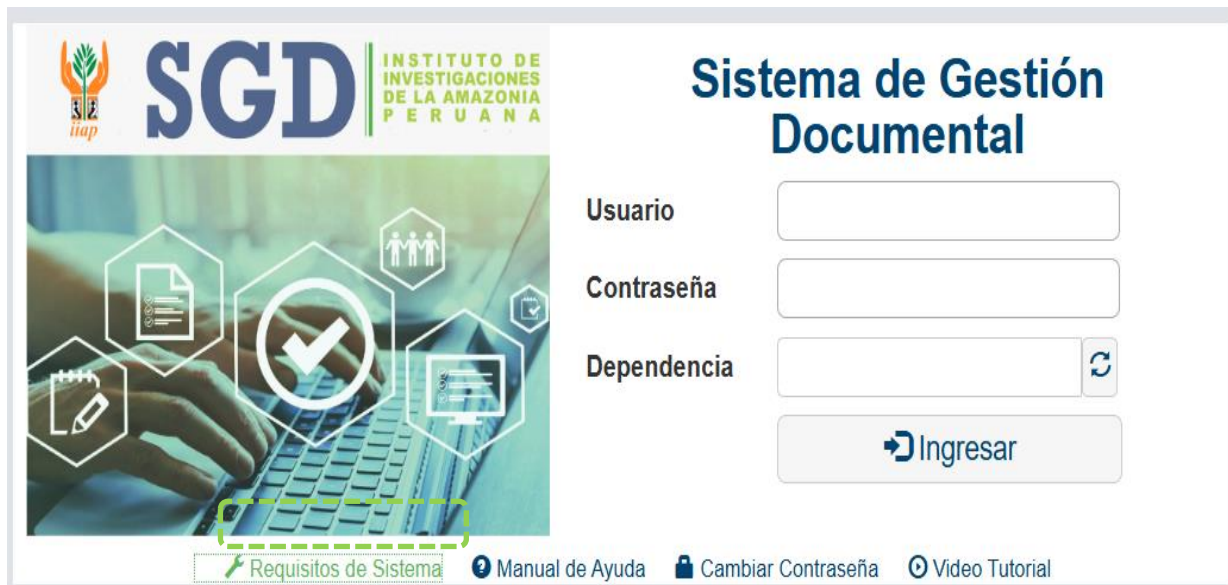 iiap
SGD
INSTITUTO DE
INVESTIGACIONES
DE LA AMAZONIA
PERUANA
Sistema de Gestión
Documental
Usuario
Contraseña
Dependencia
Ingresar
Requisitos de Sistema
Manual de Ayuda
Cambiar Contraseña
Video Tutorial